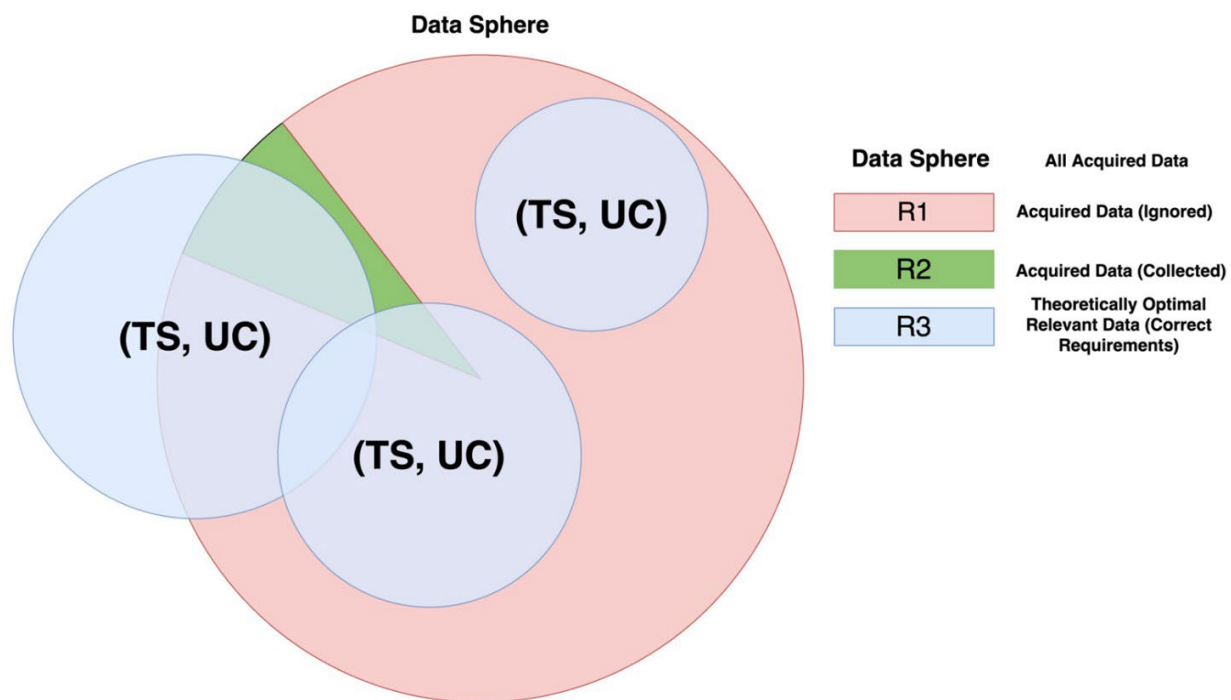 Data Sphere
(TS, UC)
(TS, UC)
(TS, UC)
Data Sphere
All Acquired Data
R1
Acquired Data (Ignored)
R2
Acquired Data (Collected)
R3
Theoretically Optimal
Relevant Data (Correct
Requirements)